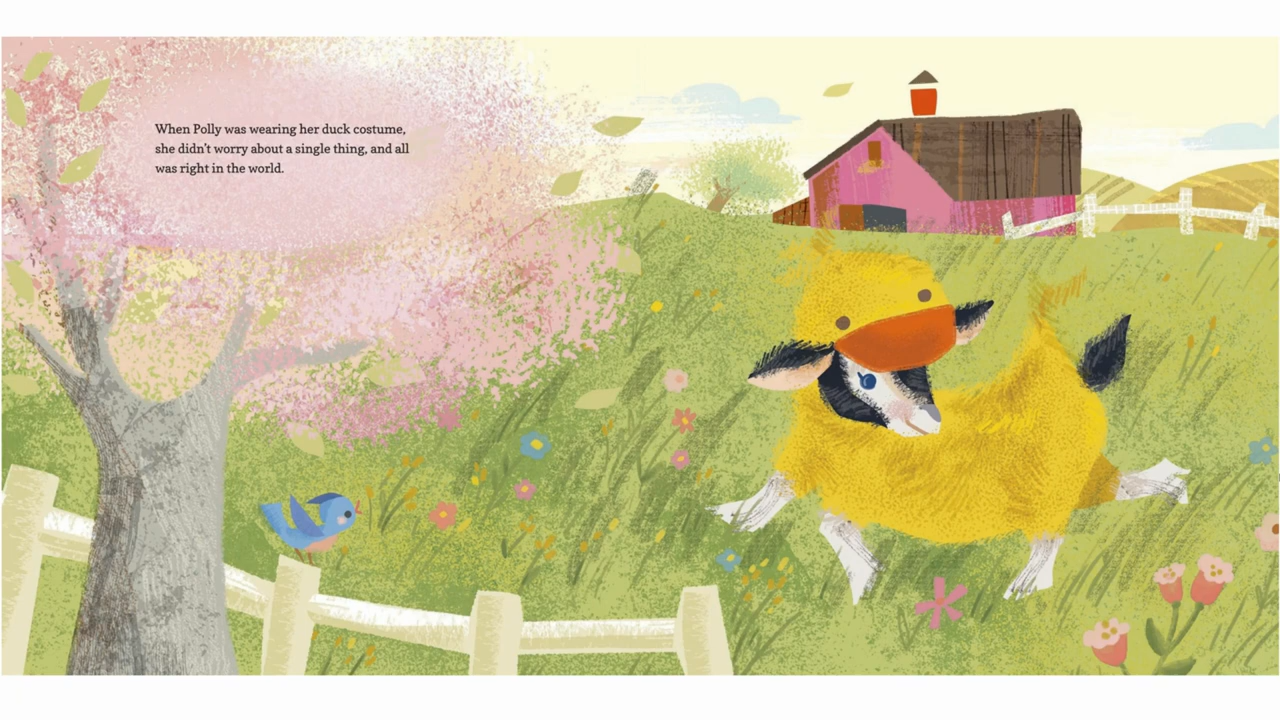 When Polly was wearing her duck costume,
she didn't worry about a single thing, and all
was right in the world.